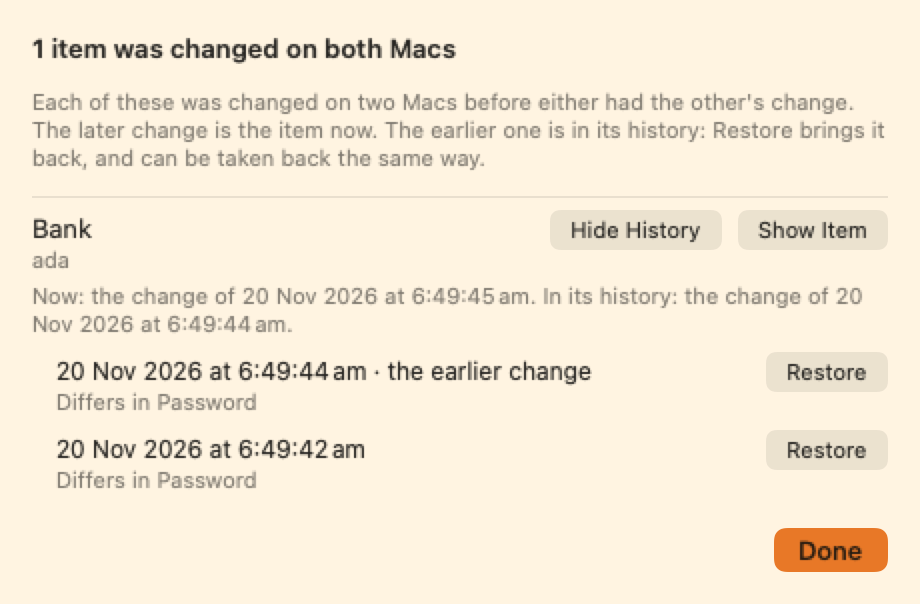 1 item was changed on both Macs
Each of these was changed on two Macs before either had the other's change.
The later change is the item now. The earlier one is in its history: Restore brings it
back, and can be taken back the same way.
Bank
Hide History
Show Item
ada
Now: the change of 20 Nov 2026 at 6:49:45 am. In its history: the change of 20
Nov 2026 at 6:49:44 am.
20 Nov 2026 at 6:49:44 am · the earlier change
Restore
Differs in Password
20 Nov 2026 at 6:49:42 am
Restore
Differs in Password
Done